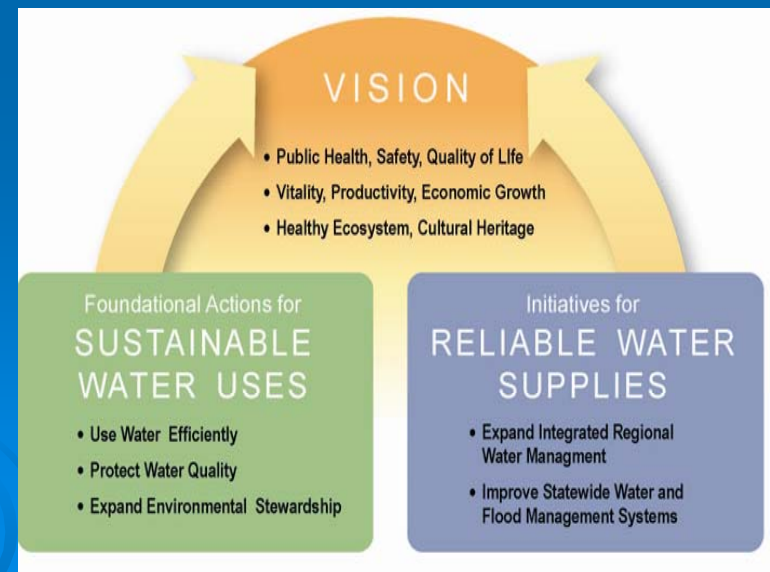 VISION
• Public Health, Safety, Quality of LIfe
• Vitality, Productivity, Economic Growth
• Healthy Ecosystem, Cultural Heritage
Foundational Actions for
SUSTAINABLE
WATER USES
• Use Water Efficiently
• Protect Water Quality
• Expand Environmental Stewardship
Initiatives for
RELIABLE WATER
SUPPLIES
• Expand Integrated Regional
Water Managment
• Improve Statewide Water and
Flood Management Systems